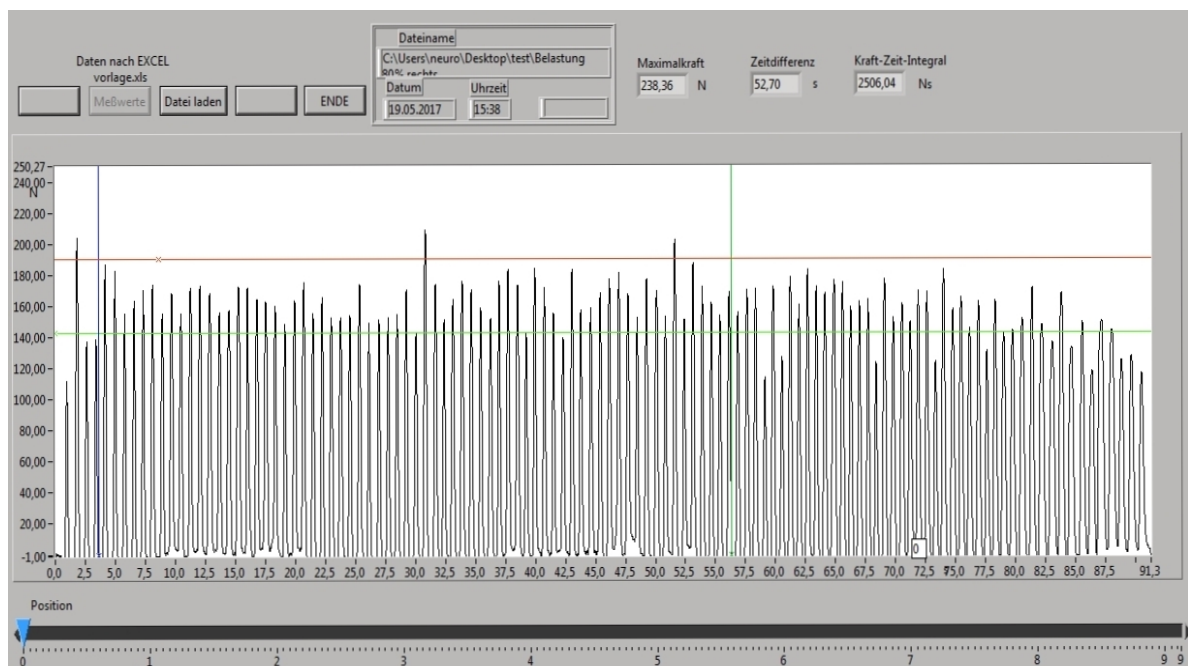 Daten nach EXCEL
vorlage.xls
Meßwerte
Datei laden
ENDE
Dateiname
C:\Users\neuro\Desktop\test\Belastung
80% rechts
Datum
Uhrzeit
19.05.2017
15:38
Maximalkraft
Zeitdifferenz
Kraft-Zeit-Integral
238,36 N
52,70 s
2506,04 Ns
250,27
240,00
N
220,00
200,00
180,00
160,00
140,00
120,00
100,00
80,00
60,00
40,00
20,00
-1,00
0
0,0 2,5 5,0 7,5 10,0 12,5 15,0 17,5 20,0 22,5 25,0 27,5 30,0 32,5 35,0 37,5 40,0 42,5 45,0 47,5 50,0 52,5 55,0 57,5 60,0 62,5 65,0 67,5 70,0 72,5 75,0 77,5 80,0 82,5 85,0 87,5 91,3
Position
0 1 2 3 4 5 6 7 8 9 9